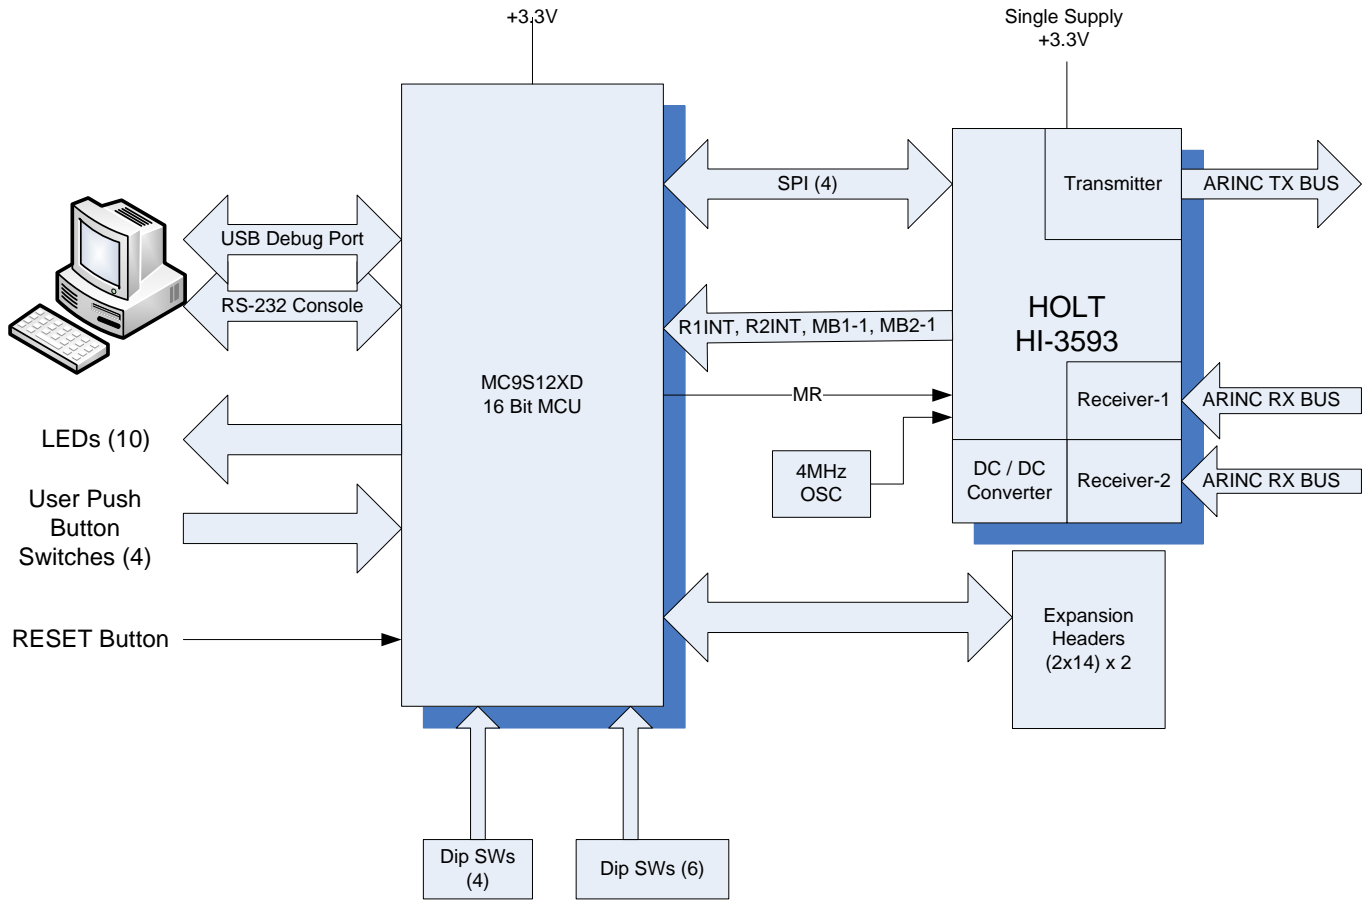 +3.3V
Single Supply
+3.3V
SPI (4)
Transmitter
ARINC TX BUS
USB Debug Port
RS-232 Console
R1INT, R2INT, MB1-1, MB2-1
HOLT
HI-3593
MC9S12XD
16 Bit MCU
MR
Receiver-1
ARINC RX BUS
LEDs (10)
4MHz
OSC
DC / DC
Converter
Receiver-2
ARINC RX BUS
User Push
Button
Switches (4)
RESET Button
Expansion
Headers
(2x14) x 2
Dip SWs
(4)
Dip SWs (6)